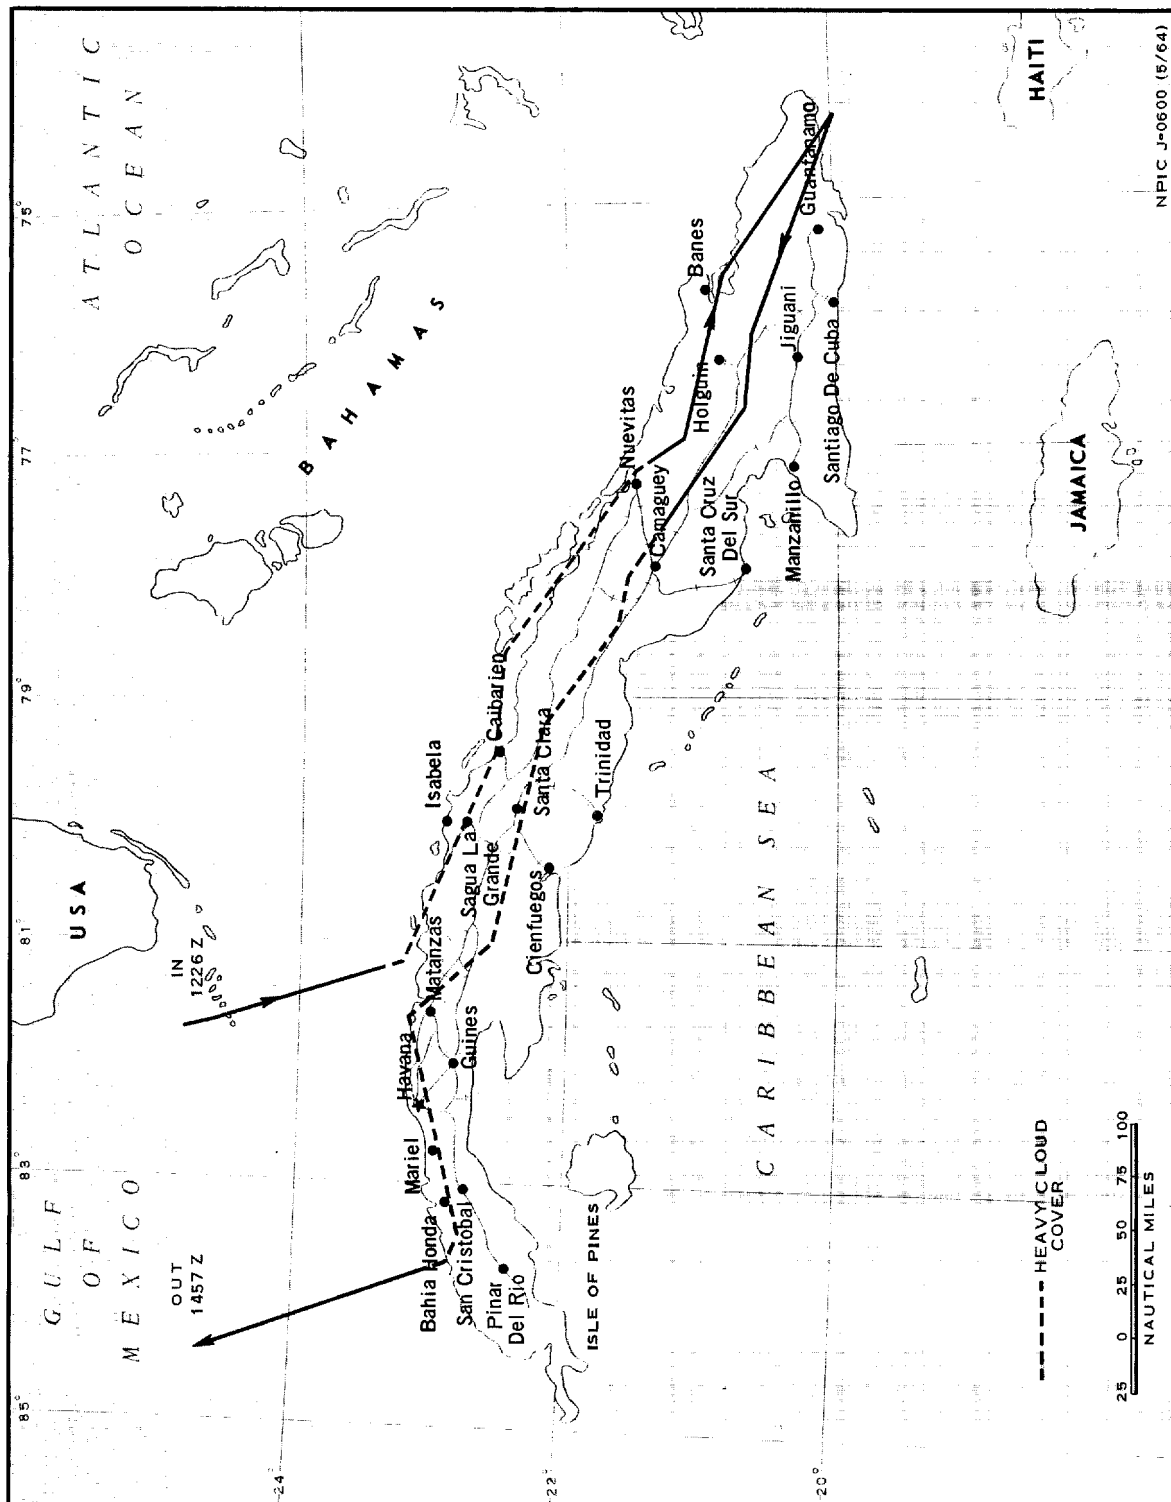 85°
83°
81°
79°
77°
75°
GULF
OF
MEXICO
ATLANTIC
OCEAN
USA
OUT
1457 Z
IN
1226 Z
BAHAMAS
24°
22°
20°
Havana
Mariel
Bahia Honda
San Cristobal
Pinar
Del Rio
Matanzas
Guines
Isabela
Sagua La
Grande
Caibarien
Santa Clara
Cienfuegos
Trinidad
Nuevitas
Camaguey
Santa Cruz
Del Sur
Holguin
Banes
Manzanillo
Jiguani
Santiago De Cuba
Guantanamo
ISLE OF PINES
CARIBBEAN SEA
JAMAICA
HAITI
HEAVY CLOUD
COVER
25 0 25 50 75 100
NAUTICAL MILES
NPIC J-0600 (5/64)